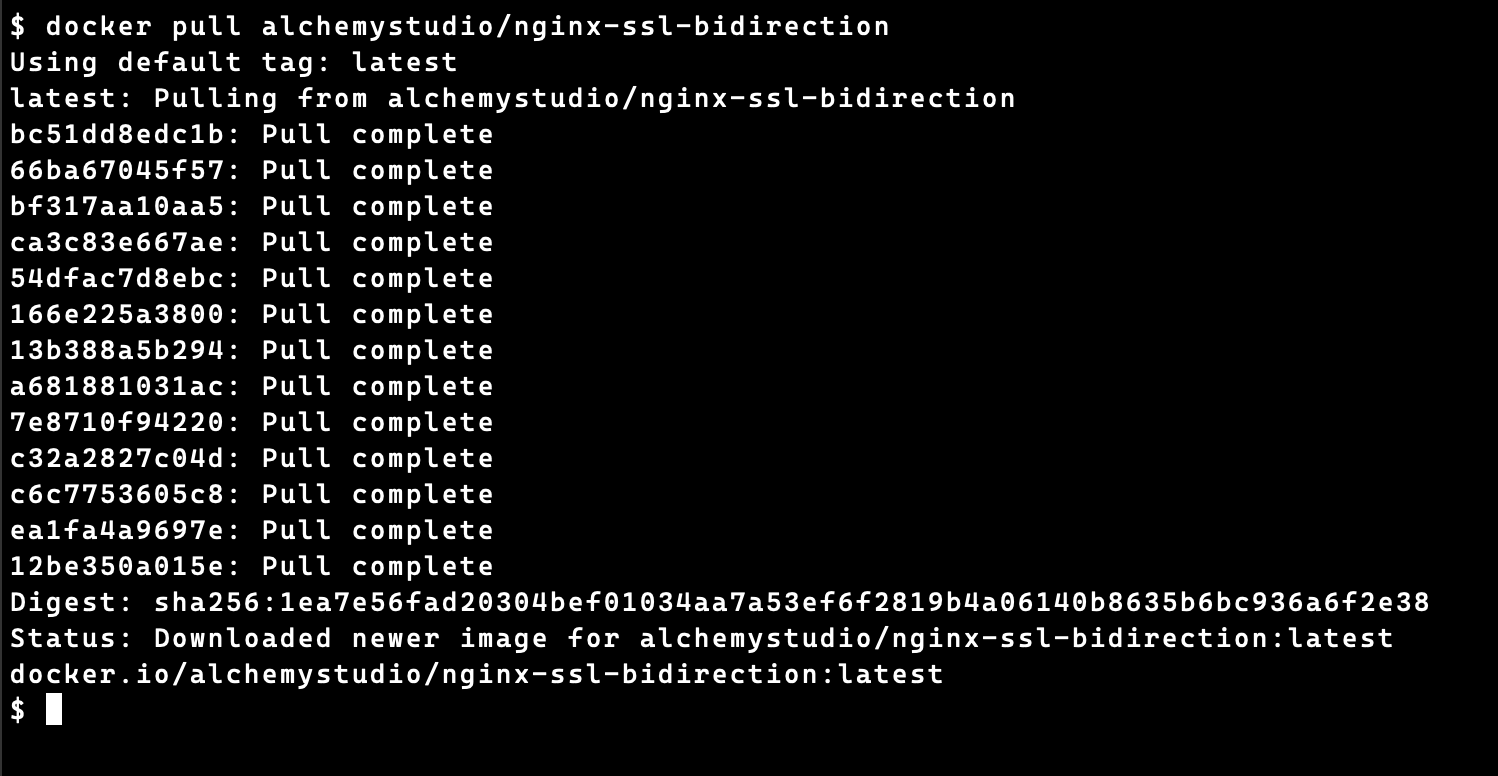 $ docker pull alchemystudio/nginx-ssl-bidirection
Using default tag: latest
latest: Pulling from alchemystudio/nginx-ssl-bidirection
bc51dd8edc1b: Pull complete
66ba67045f57: Pull complete
bf317aa10aa5: Pull complete
ca3c83e667ae: Pull complete
54dfac7d8ebc: Pull complete
166e225a3800: Pull complete
13b388a5b294: Pull complete
a681881031ac: Pull complete
7e8710f94220: Pull complete
c32a2827c04d: Pull complete
c6c7753605c8: Pull complete
ea1fa4a9697e: Pull complete
12be350a015e: Pull complete
Digest: sha256:1ea7e56fad20304bef01034aa7a53ef6f2819b4a06140b8635b6bc936a6f2e38
Status: Downloaded newer image for alchemystudio/nginx-ssl-bidirection:latest
docker.io/alchemystudio/nginx-ssl-bidirection:latest
$